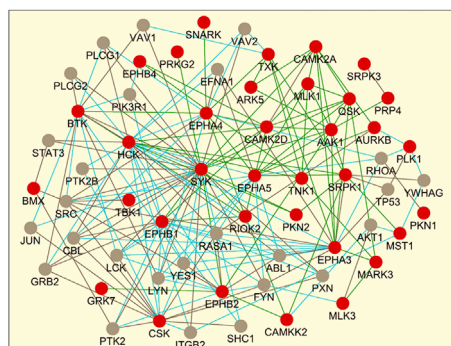 SNARK
VAV1
VAV2
PLCG1
TXK
CAMK2A
PRKG2
EPHB4
SRPK3
PLCG2
EFNA1
MLK1
ARK5
QSK
PRP4
PIK3R1
BTK
EPHA4
CAMK2D
AAK1
AURKB
STAT3
HCK
PLK1
RHOA
PTK2B
SYK
EPHA5
TNK1
SRPK1
YWHAG
TP53
BMX
SRC
TBK1
PKN2
PKN1
RIOK2
EPHB1
JUN
AKT1
MST1
CBL
RASA1
EPHA3
LCK
ABL1
GRB2
YES1
MARK3
LYN
PXN
GRK7
EPHB2
FYN
MLK3
CSK
CAMKK2
PTK2
SHC1
ITGB2